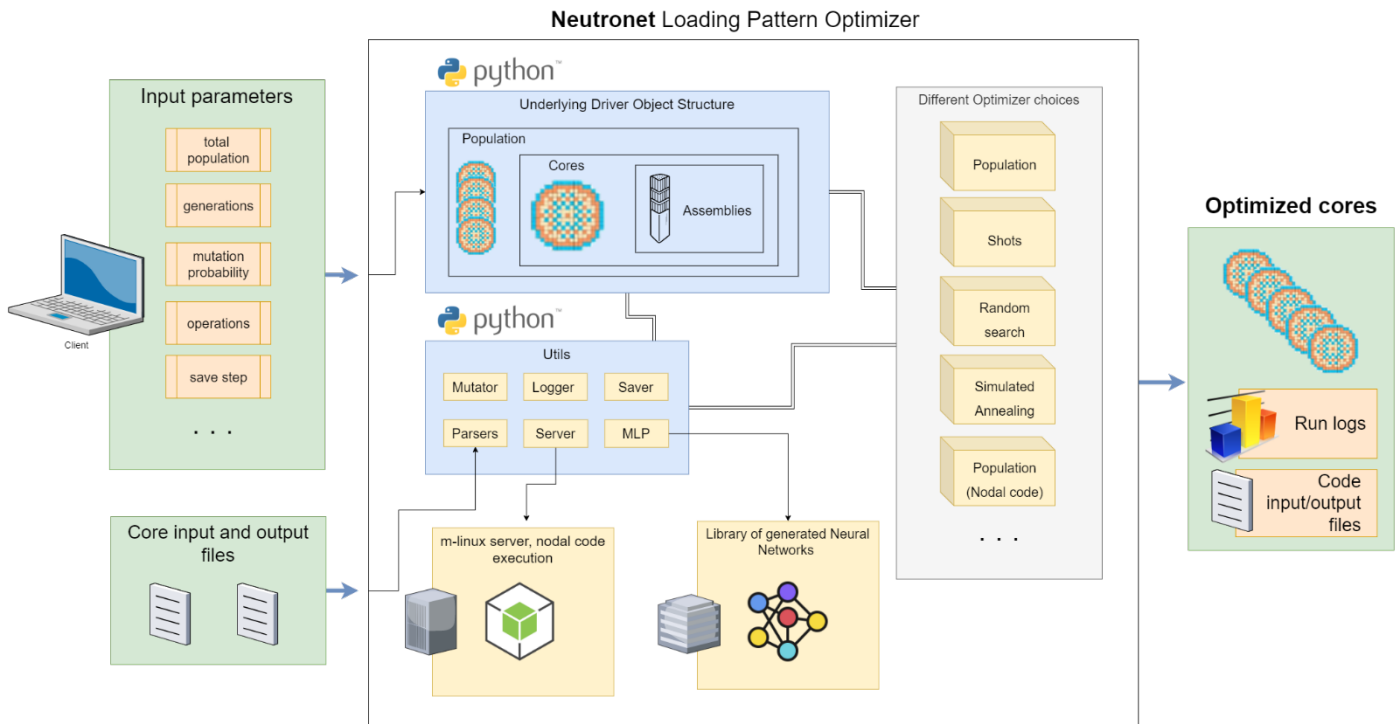 Neutronet Loading Pattern Optimizer
Input parameters
total
population
generations
mutation
probability
operations
save step
. . .
Client
Core input and output
files
python™
Underlying Driver Object Structure
Population
Cores
Assemblies
python™
Utils
Mutator
Logger
Saver
Parsers
Server
MLP
m-linux server, nodal code
execution
Library of generated Neural
Networks
Different Optimizer choices
Population
Shots
Random
search
Simulated
Annealing
Population
(Nodal code)
. . .
Optimized cores
Run logs
Code
input/output
files